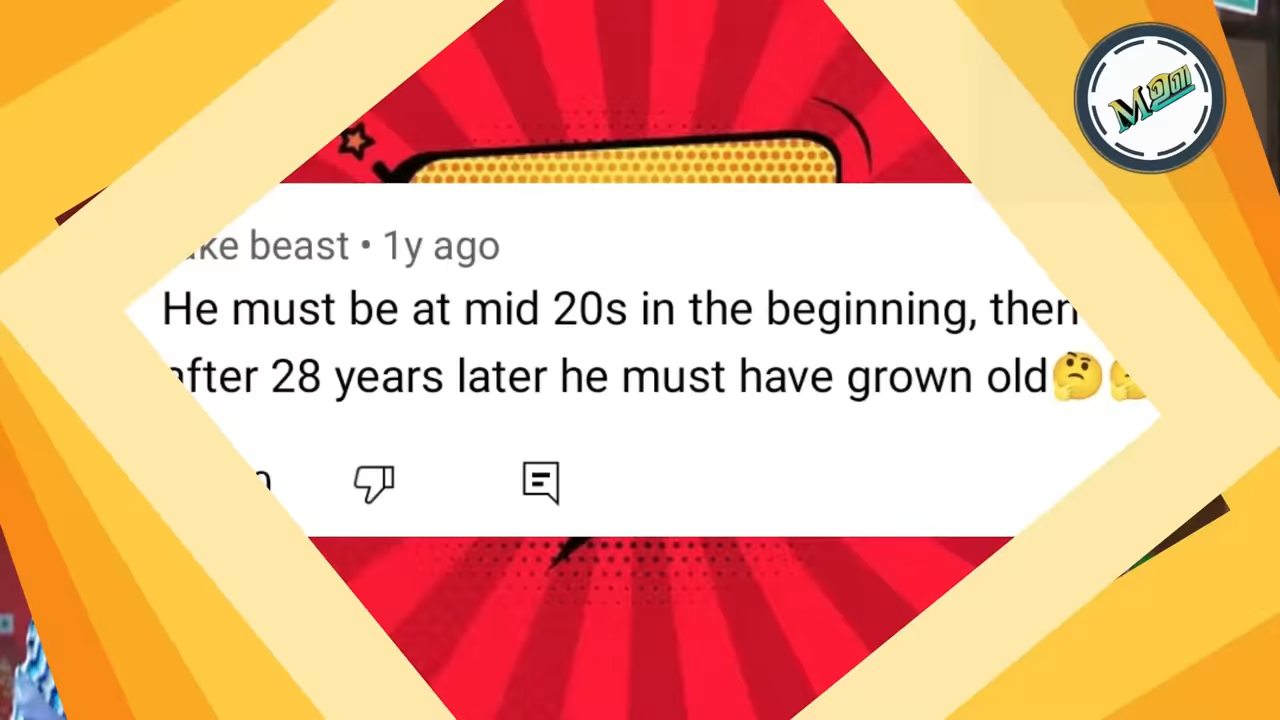 beast • 1y ago
He must be at mid 20s in the beginning, then
after 28 years later he must have grown old🤔